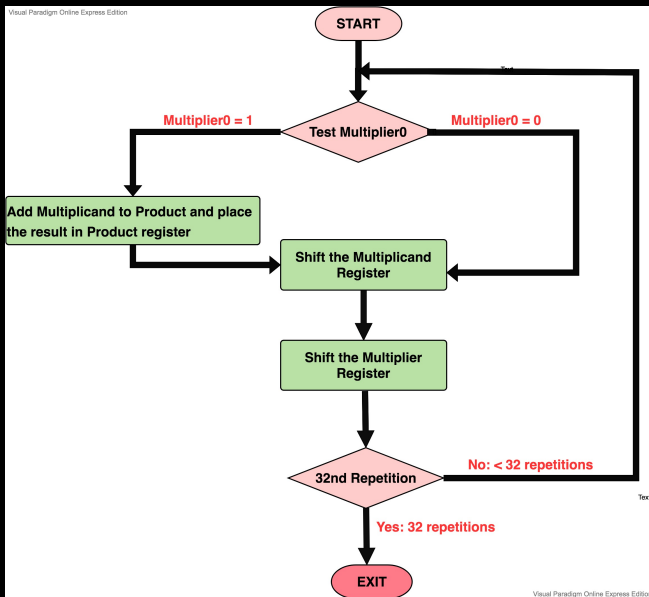 Visual Paradigm Online Express Edition
START
Text
Multiplier0 = 1
Test Multiplier0
Multiplier0 = 0
Add Multiplicand to Product and place
the result in Product register
Shift the Multiplicand
Register
Shift the Multiplier
Register
32nd Repetition
No: < 32 repetitions
Tex
Yes: 32 repetitions
EXIT
Visual Paradigm Online Express Edition